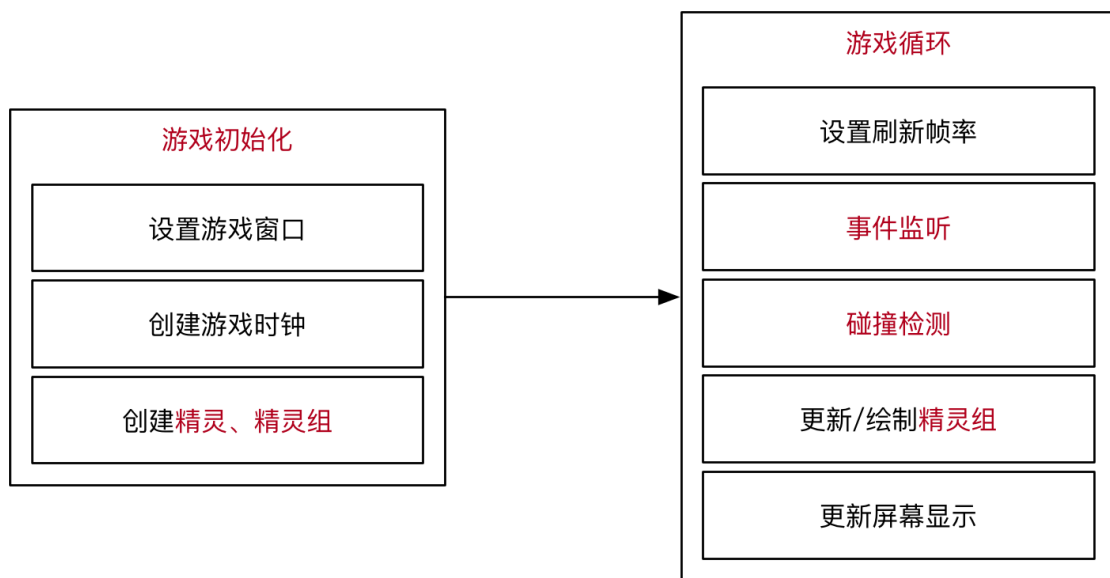 游戏初始化
设置游戏窗口
创建游戏时钟
创建精灵、精灵组
游戏循环
设置刷新帧率
事件监听
碰撞检测
更新/绘制精灵组
更新屏幕显示